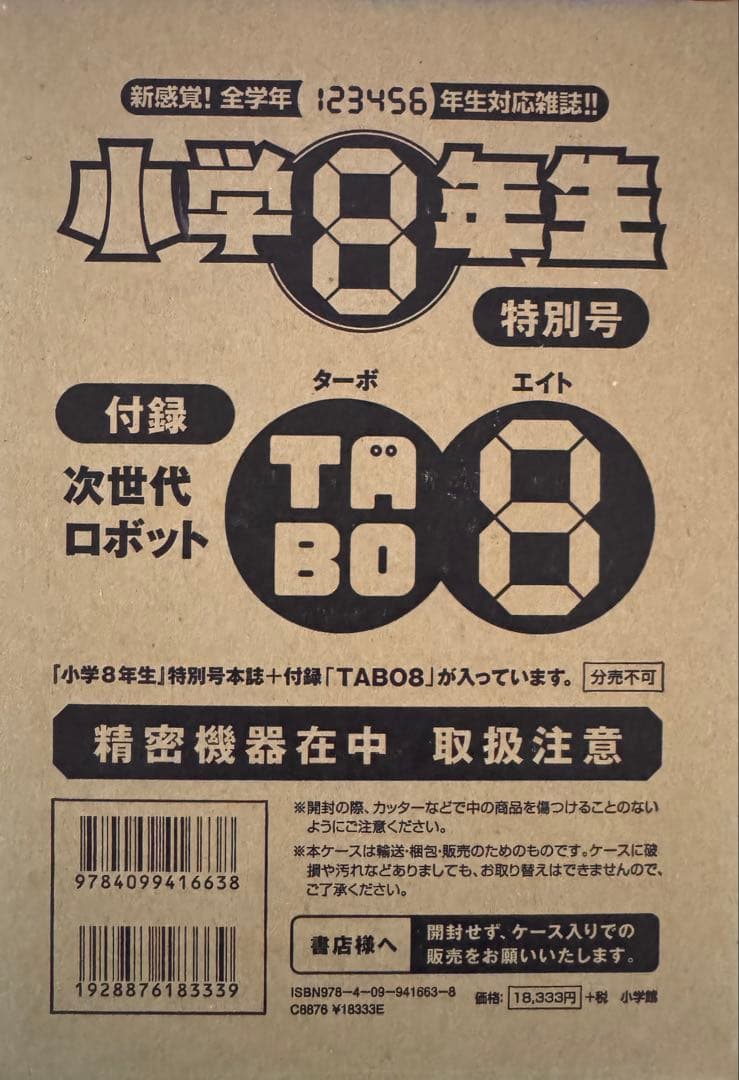 新感覚！全学年（123456）年生対応雑誌!!
小学8年生
特別号
付録
次世代
ロボット
ターボ エイト
TA
BO
8
『小学8年生』特別号本誌＋付録「TABO8」が入っています。 分売不可
精密機器在中 取扱注意
9784099416638
1928876183339
※開封の際、カッターなどで中の商品を傷つけることのない
ようにご注意ください。
※本ケースは輸送・梱包・販売のためのものです。ケースに破
損や汚れなどありましても、お取り替えはできませんので、
ご了承ください。
書店様へ
開封せず、ケース入りでの
販売をお願いいたします。
ISBN978-4-09-941663-8
C8876 ¥18333E
価格：18,333円＋税 小学館